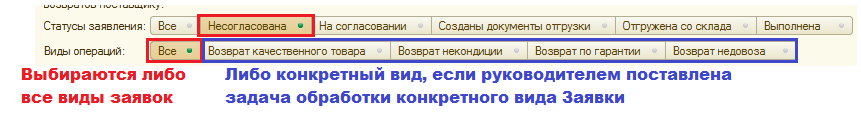 возвратов поставщику:
Статусы заявления: Все Несогласована На согласовании Созданы документы отгрузки Отгружена со склада Выполнена
Виды операций: Все Возврат качественного товара Возврат некондиции Возврат по гарантии Возврат недовоза
Выбираются либо Либо конкретный вид, если руководителем поставлена
все виды заявок задача обработки конкретного вида Заявки